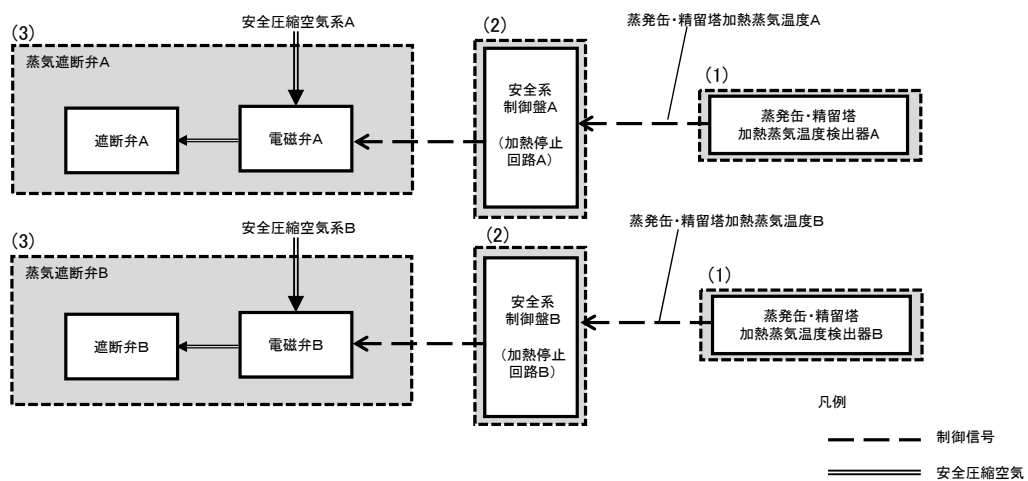 安全圧縮空気系A
蒸発缶・精留塔加熱蒸気温度A
(3)
(2)
蒸気遮断弁A
(1)
安全系
制御盤A
(加熱停止
回路A)
蒸発缶・精留塔
加熱蒸気温度検出器A
遮断弁A
電磁弁A
安全圧縮空気系B
蒸発缶・精留塔加熱蒸気温度B
(3)
(2)
蒸気遮断弁B
(1)
安全系
制御盤B
(加熱停止
回路B)
蒸発缶・精留塔
加熱蒸気温度検出器B
遮断弁B
電磁弁B
凡例
制御信号
安全圧縮空気